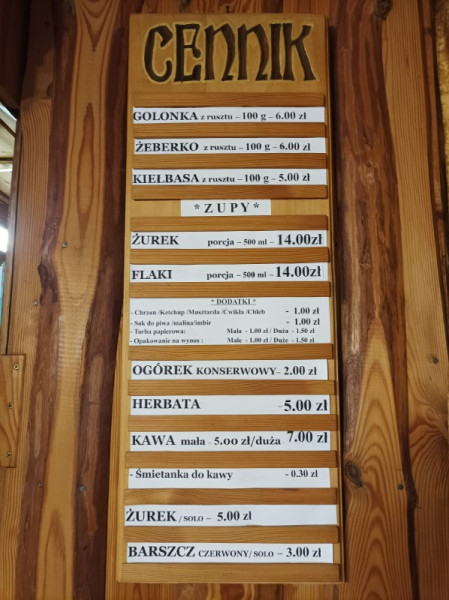 CENNIK
GOLONKA z rusztu – 100 g – 6.00 zł
ŻEBERKO z rusztu – 100 g – 6.00 zł
KIEŁBASA z rusztu – 100 g – 5.00 zł
* Z U P Y *
ŻUREK porcja – 500 ml – 14.00zł
FLAKI porcja – 500 ml – 14.00zł
* DODATKI *
- Chrzan /Ketchup /Musztarda /Ćwikła /Chleb - 1.00 zł
- Sok do piwa /malina/imbir - 1.00 zł
- Torba papierowa: Mała - 1.00 zł / Duża - 1.50 zł
- Opakowanie na wynos : Małe - 1.00 zł / Duże - 1.50 zł
OGÓREK KONSERWOWY– 2.00 zł
HERBATA -5.00 zł
KAWA mała – 5.00 zł/duża 7.00 zł
- Śmietanka do kawy - 0.30 zł
ŻUREK / SOLO – 5.00 zł
BARSZCZ CZERWONY/ SOLO – 3.00 zł